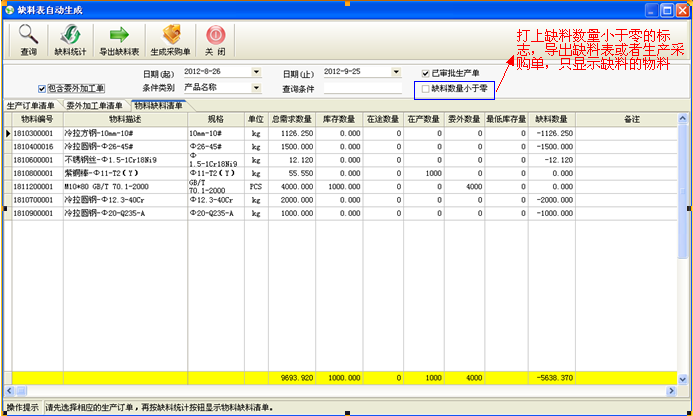 缺料表自动生成
查询 缺料统计 导出缺料表 生成采购单 关 闭
打上缺料数量小于零的标
志，导出缺料表或者生产采
购单，只显示缺料的物料
日期(起) 2012-8-26 日期(止) 2012-9-25 已审批生产单
包含委外加工单 条件类别 产品名称 查询条件 缺料数量小于零
生产订单清单 委外加工单清单 物料缺料清单
物料编号 物料描述 规格 单位 总需求数量 库存数量 在途数量 在产数量 委外数量 最低库存量 缺料数量 备注
1810300001 冷拉方钢-10mm-10# 10mm-10# kg 1126.250 0.000 0 0 0 0 -1126.250
1810400016 冷拉圆钢-Φ26-45# Φ26-45# kg 1500.000 0.000 0 0 0 0 -1500.000
1810600001 不锈钢丝-Φ1.5-1Cr18Ni9 Φ 1.5-1Cr18Ni9 kg 12.120 0.000 0 0 0 0 -12.120
1810800001 紫铜棒-Φ11-T2（Y） Φ11-T2（Y） kg 55.550 0.000 0 1000 0 0 0.000
1811200001 M10*80 GB/T 70.1-2000 GB/T 70.1-2000 PCS 4000.000 1000.000 0 0 4000 0 0.000
1810700001 冷拉圆钢-Φ12.3-40Cr Φ12.3-40Cr kg 2000.000 0.000 0 0 0 0 -2000.000
1810900001 冷拉圆钢-Φ20-Q235-A Φ20-Q235-A kg 1000.000 0.000 0 0 0 0 -1000.000
9693.920 1000.000 0 1000 4000 -5638.370
操作提示 请先选择相应的生产订单，再按缺料统计按钮显示物料缺料清单。